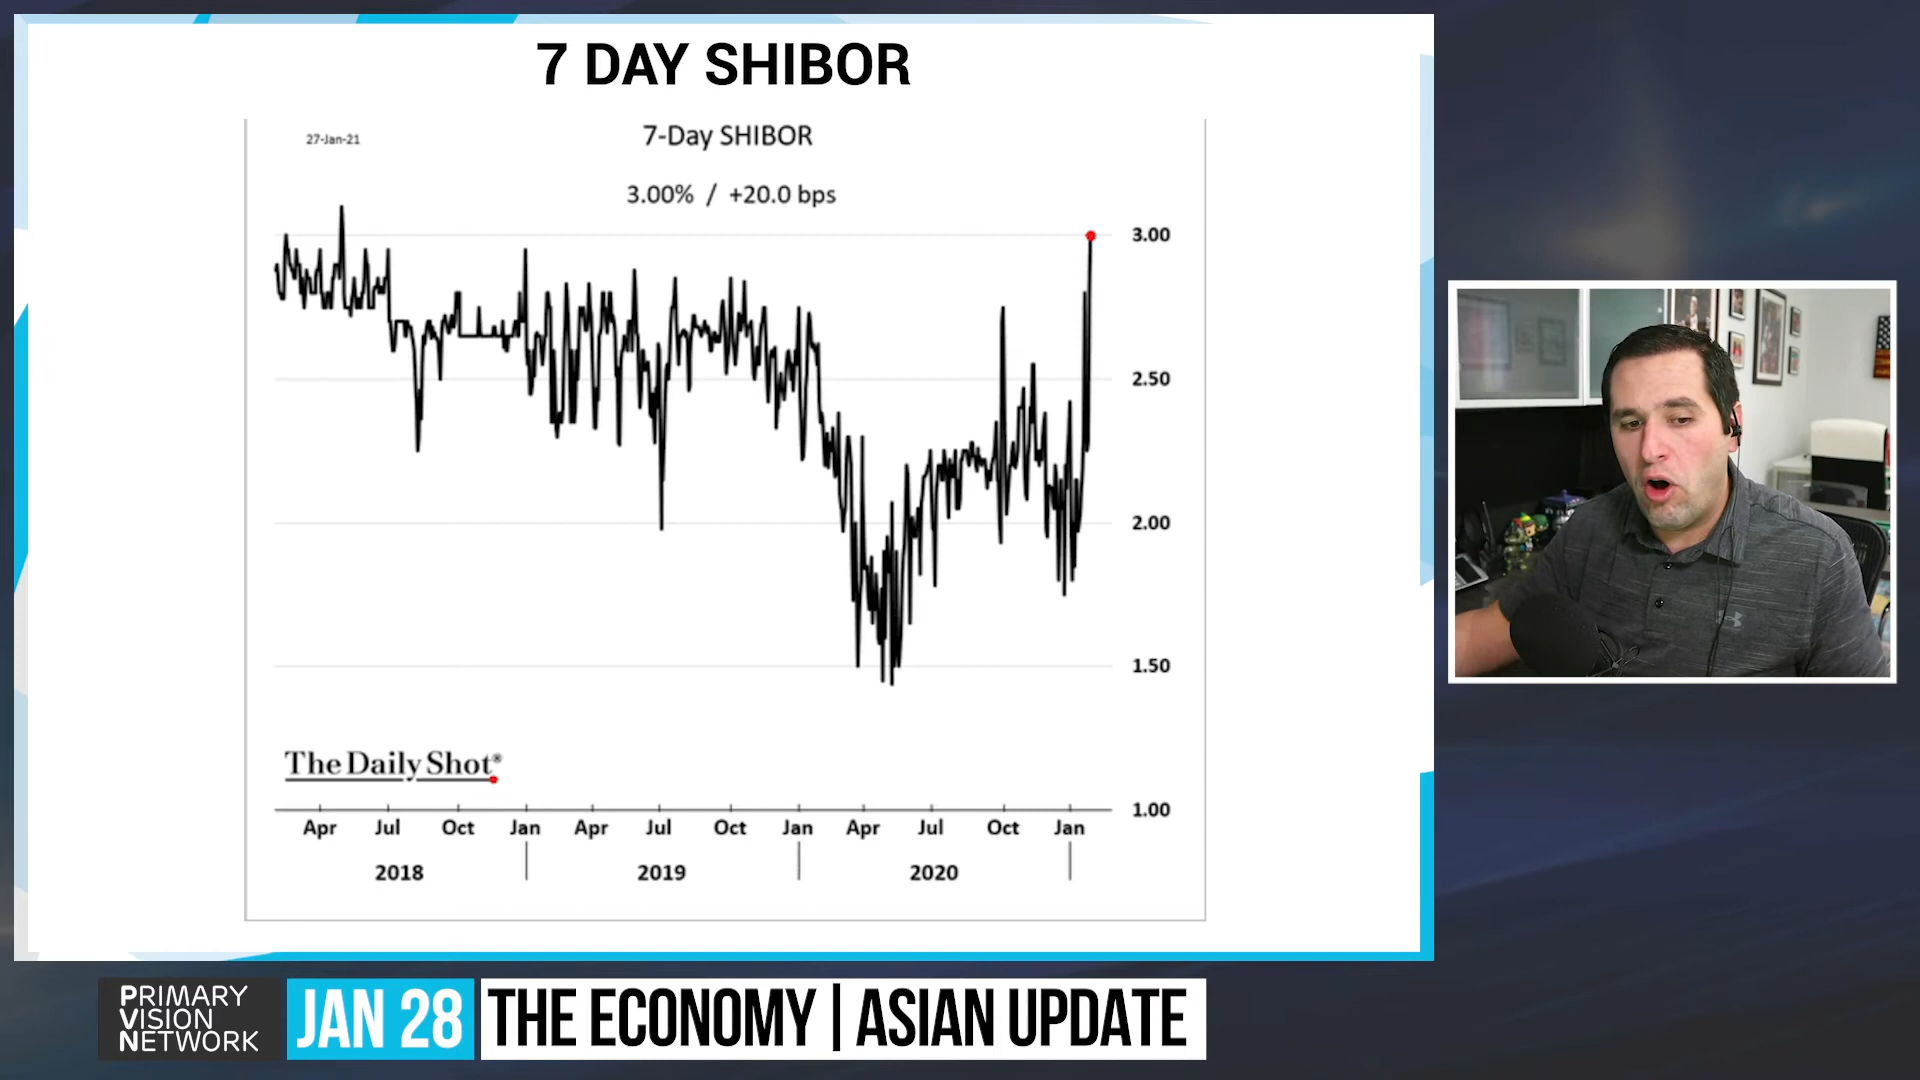 7 DAY SHIBOR
27-Jan-21
7-Day SHIBOR
3.00% / +20.0 bps
3.00
2.50
2.00
1.50
The Daily Shot®
1.00
Apr Jul Oct Jan Apr Jul Oct Jan Apr Jul Oct Jan
2018 2019 2020
PRIMARY
VISION
NETWORK
JAN 28
THE ECONOMY | ASIAN UPDATE